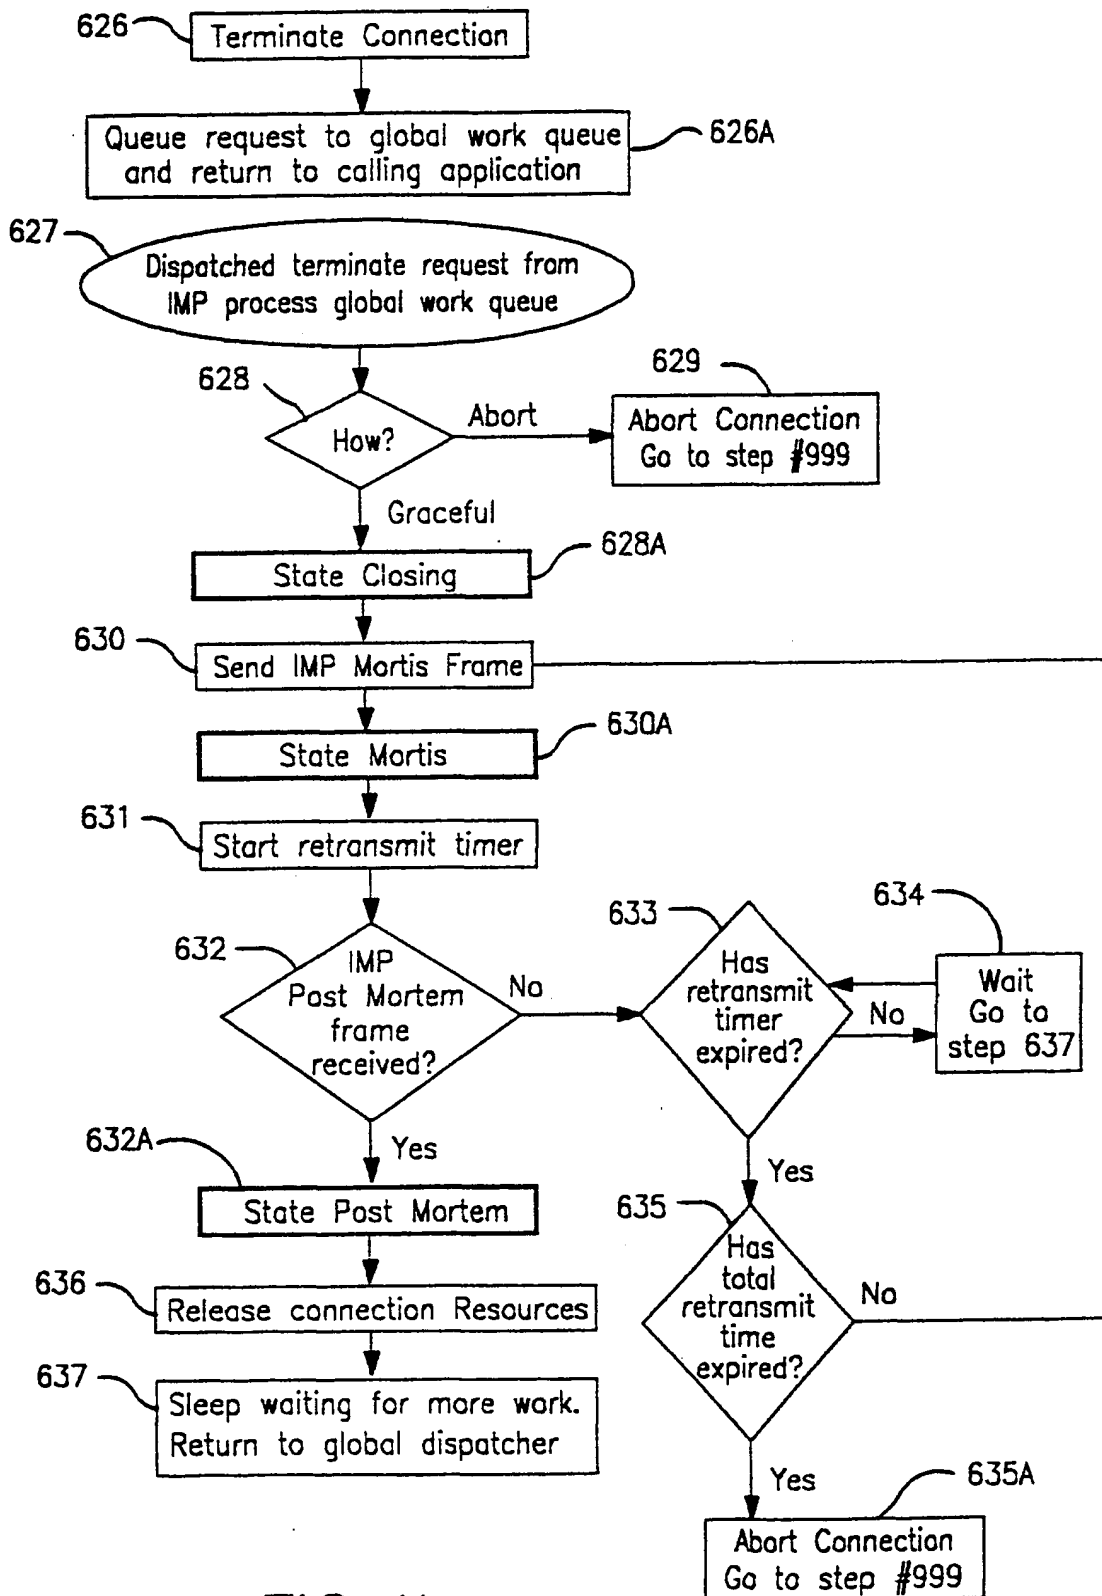 626
Terminate Connection
Queue request to global work queue
and return to calling application
626A
627
Dispatched terminate request from
IMP process global work queue
628
How?
Abort
629
Abort Connection
Go to step #999
Graceful
628A
State Closing
630
Send IMP Mortis Frame
630A
State Mortis
631
Start retransmit timer
632
IMP
Post Mortem
frame
received?
No
633
Has
retransmit
timer
expired?
No
634
Wait
Go to
step 637
Yes
632A
State Post Mortem
Yes
635
Has
total
retransmit
time
expired?
No
636
Release connection Resources
637
Sleep waiting for more work.
Return to global dispatcher
Yes
635A
Abort Connection
Go to step #999